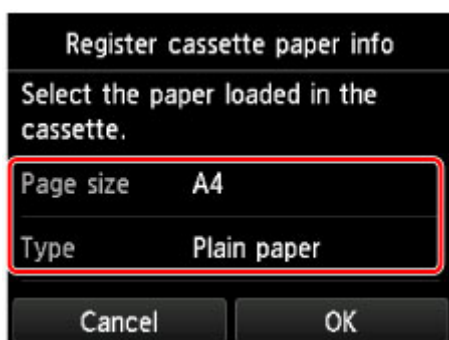 Register cassette paper info
Select the paper loaded in the
cassette.
Page size A4
Type Plain paper
Cancel OK